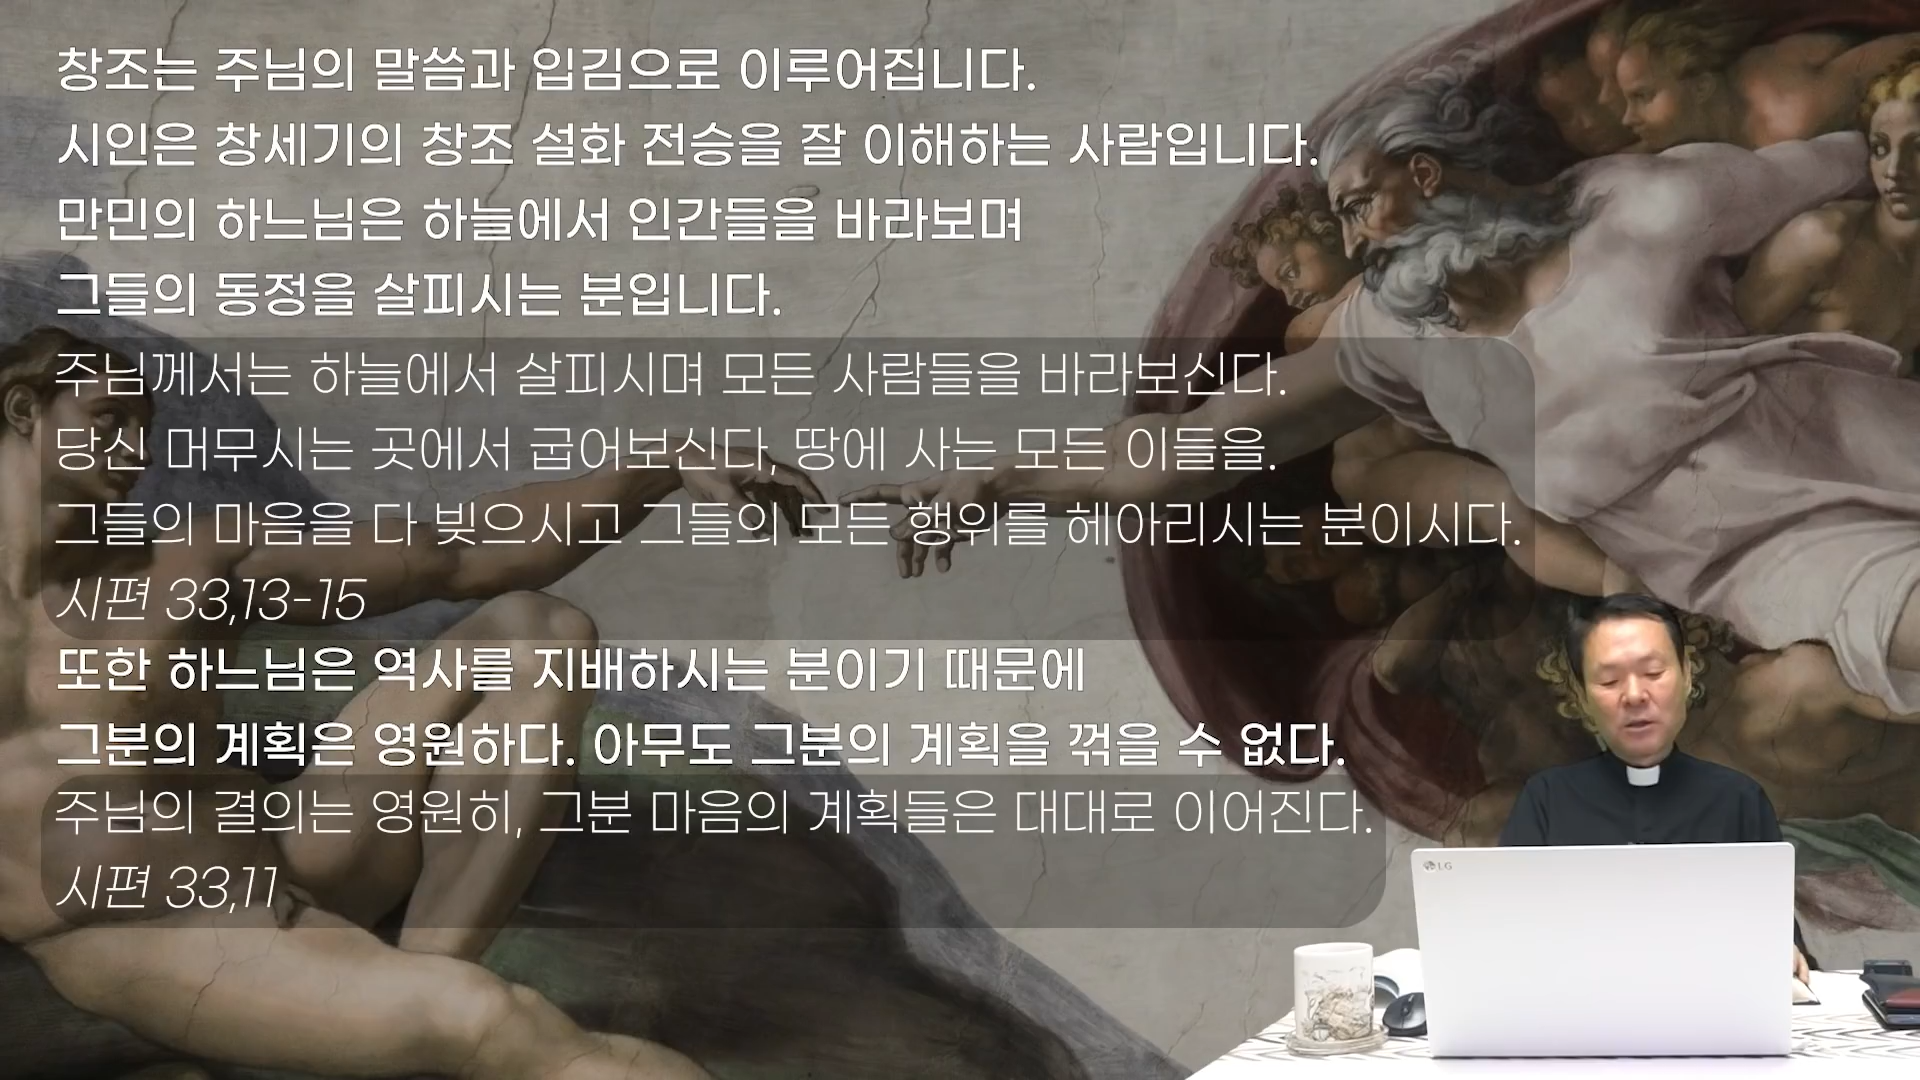 창조는 주님의 말씀과 입김으로 이루어집니다.
시인은 창세기의 창조 설화 전승을 잘 이해하는 사람입니다.
만민의 하느님은 하늘에서 인간들을 바라보며
그들의 동정을 살피시는 분입니다.
주님께서는 하늘에서 살피시며 모든 사람들을 바라보신다.
당신 머무시는 곳에서 굽어보신다, 땅에 사는 모든 이들을.
그들의 마음을 다 빚으시고 그들의 모든 행위를 헤아리시는 분이시다.
시편 33,13-15
또한 하느님은 역사를 지배하시는 분이기 때문에
그분의 계획은 영원하다. 아무도 그분의 계획을 꺾을 수 없다.
주님의 결의는 영원히, 그분 마음의 계획들은 대대로 이어진다.
시편 33,11
LG